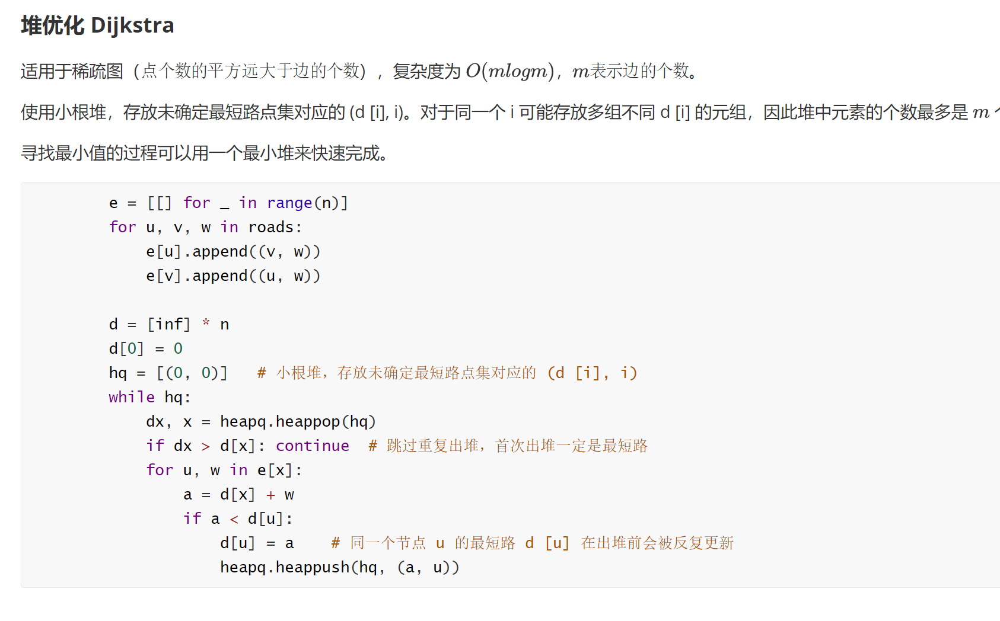 堆优化 Dijkstra
适用于稀疏图（点个数的平方远大于边的个数），复杂度为 O(mlogm)，m表示边的个数。
使用小根堆，存放未确定最短路点集对应的 (d [i], i)。对于同一个 i 可能存放多组不同 d [i] 的元组，因此堆中元素的个数最多是 m
寻找最小值的过程可以用一个最小堆来快速完成。
e = [[] for _ in range(n)]
for u, v, w in roads:
    e[u].append((v, w))
    e[v].append((u, w))
d = [inf] * n
d[0] = 0
hq = [(0, 0)]   # 小根堆，存放未确定最短路点集对应的 (d [i], i)
while hq:
    dx, x = heapq.heappop(hq)
    if dx > d[x]: continue  # 跳过重复出堆，首次出堆一定是最短路
    for u, w in e[x]:
        a = d[x] + w
        if a < d[u]:
            d[u] = a    # 同一个节点 u 的最短路 d [u] 在出堆前会被反复更新
            heapq.heappush(hq, (a, u))